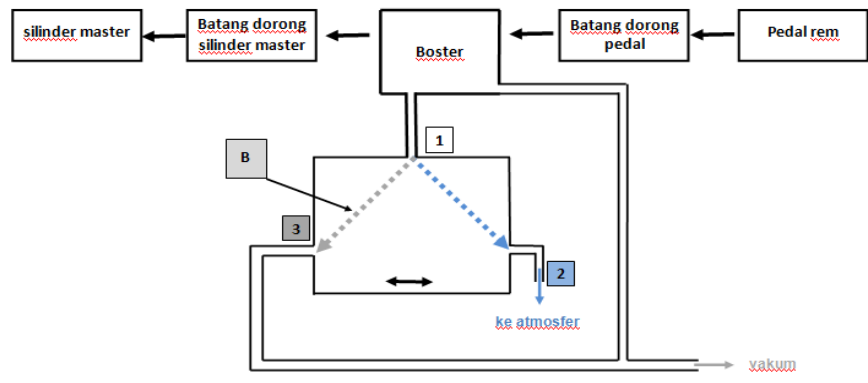 silinder master
Batang dorong
silinder master
Boster
Batang dorong
pedal
Pedal rem
1
B
3
2
ke atmosfer
vakum